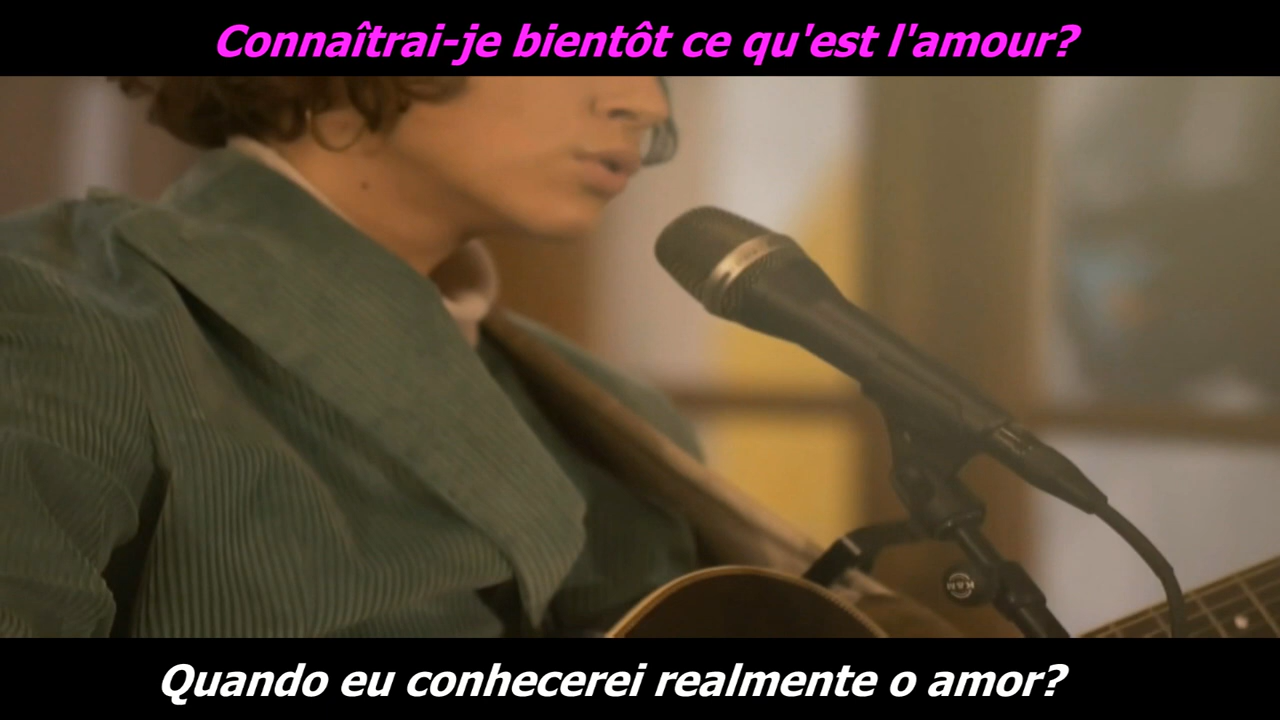 Connaîtrai-je bientôt ce qu'est l'amour?
K&M
Quando eu conhecerei realmente o amor?